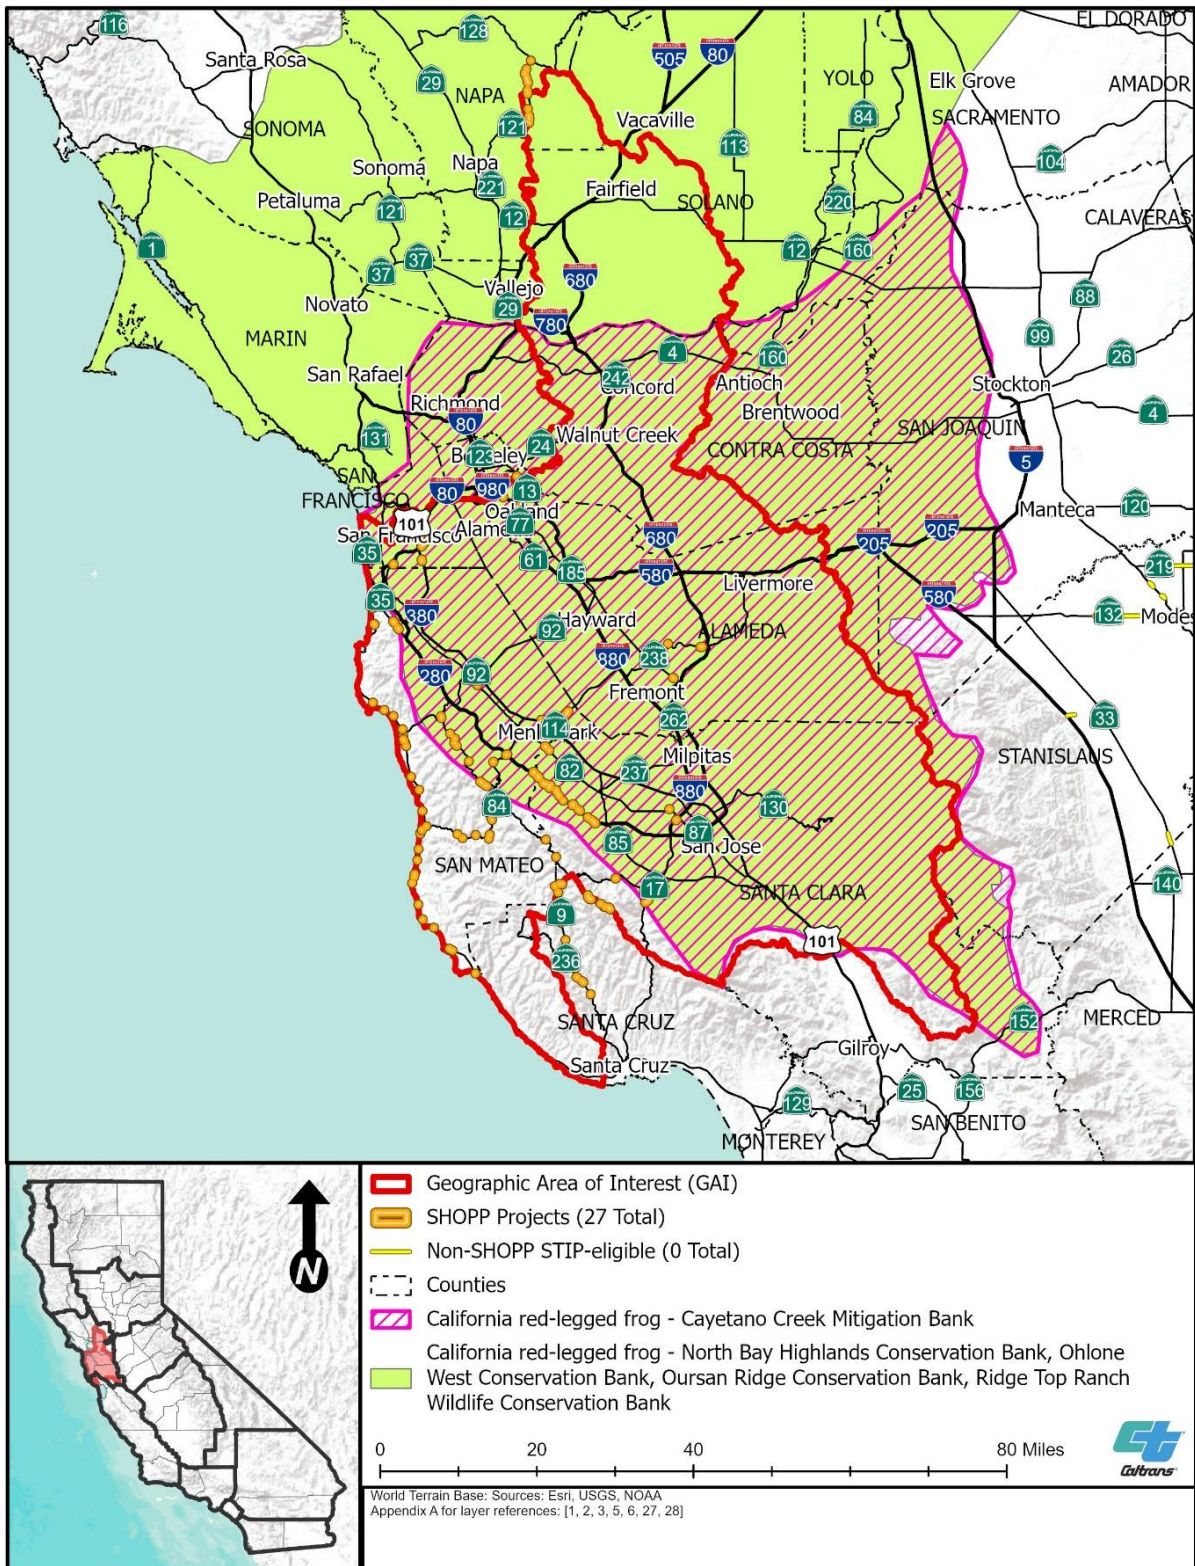 116
128
505
80
EL DORADO
Santa Rosa
29
NAPA
YOLO
Elk Grove
AMADOR
SONOMA
121
Vacaville
113
84
SACRAMENTO
104
Sonoma
Napa
221
Fairfield
SOLANO
220
Petaluma
121
12
CALAVERAS
1
37
37
12
160
Novato
Vallejo
680
88
29
780
MARIN
4
160
99
26
San Rafael
242
Concord
Antioch
Stockton
Richmond
80
Brentwood
4
131
24
Walnut Creek
CONTRA COSTA
SAN JOAQUIN
123
Berkeley
5
SAN
FRANCISCO
80
980
13
Oakland
Manteca
120
101
San Francisco
Alameda
77
680
205
205
35
61
185
580
Livermore
580
219
35
380
Hayward
92
ALAMEDA
132
Modes
280
92
880
238
Fremont
262
33
114
Menlo Park
Milpitas
STANISLAUS
82
237
880
84
130
85
87
San Jose
SAN MATEO
17
SANTA CLARA
140
9
101
236
152
MERCED
SANTA CRUZ
Gilroy
Santa Cruz
129
25
156
SAN BENITO
MONTEREY
N
Geographic Area of Interest (GAI)
SHOPP Projects (27 Total)
Non-SHOPP STIP-eligible (0 Total)
Counties
California red-legged frog - Cayetano Creek Mitigation Bank
California red-legged frog - North Bay Highlands Conservation Bank, Ohlone
West Conservation Bank, Oursan Ridge Conservation Bank, Ridge Top Ranch
Wildlife Conservation Bank
0 20 40 80 Miles
Caltrans
World Terrain Base: Sources: Esri, USGS, NOAA
Appendix A for layer references: [1, 2, 3, 5, 6, 27, 28]